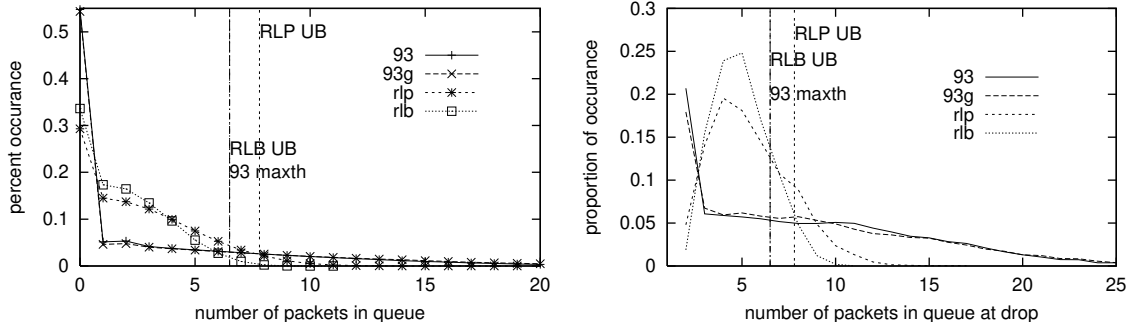 percent occurance
0.5
0.4
0.3
0.2
0.1
0
RLP UB
93
93g
rlp
rlb
RLB UB
93 maxth
0 5 10 15 20
number of packets in queue
proportion of occurance
0.3
0.25
0.2
0.15
0.1
0.05
0
RLP UB
RLB UB
93 maxth
93
93g
rlp
rlb
5 10 15 20 25
number of packets in queue at drop